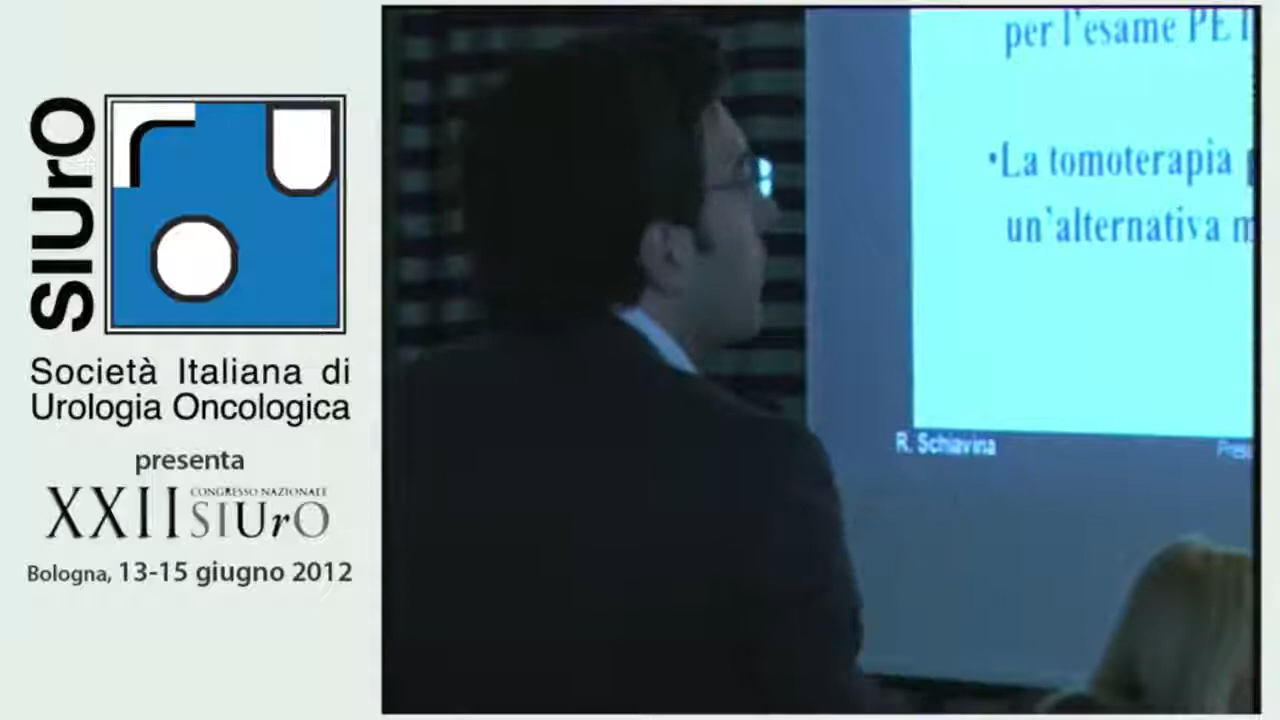 SIUrO
Società Italiana di
Urologia Oncologica
presenta
XXII CONGRESSO NAZIONALE
SIUrO
Bologna, 13-15 giugno 2012
per l'esame PE
•La tomoterapia
un'alternativa m
R. Schiavina